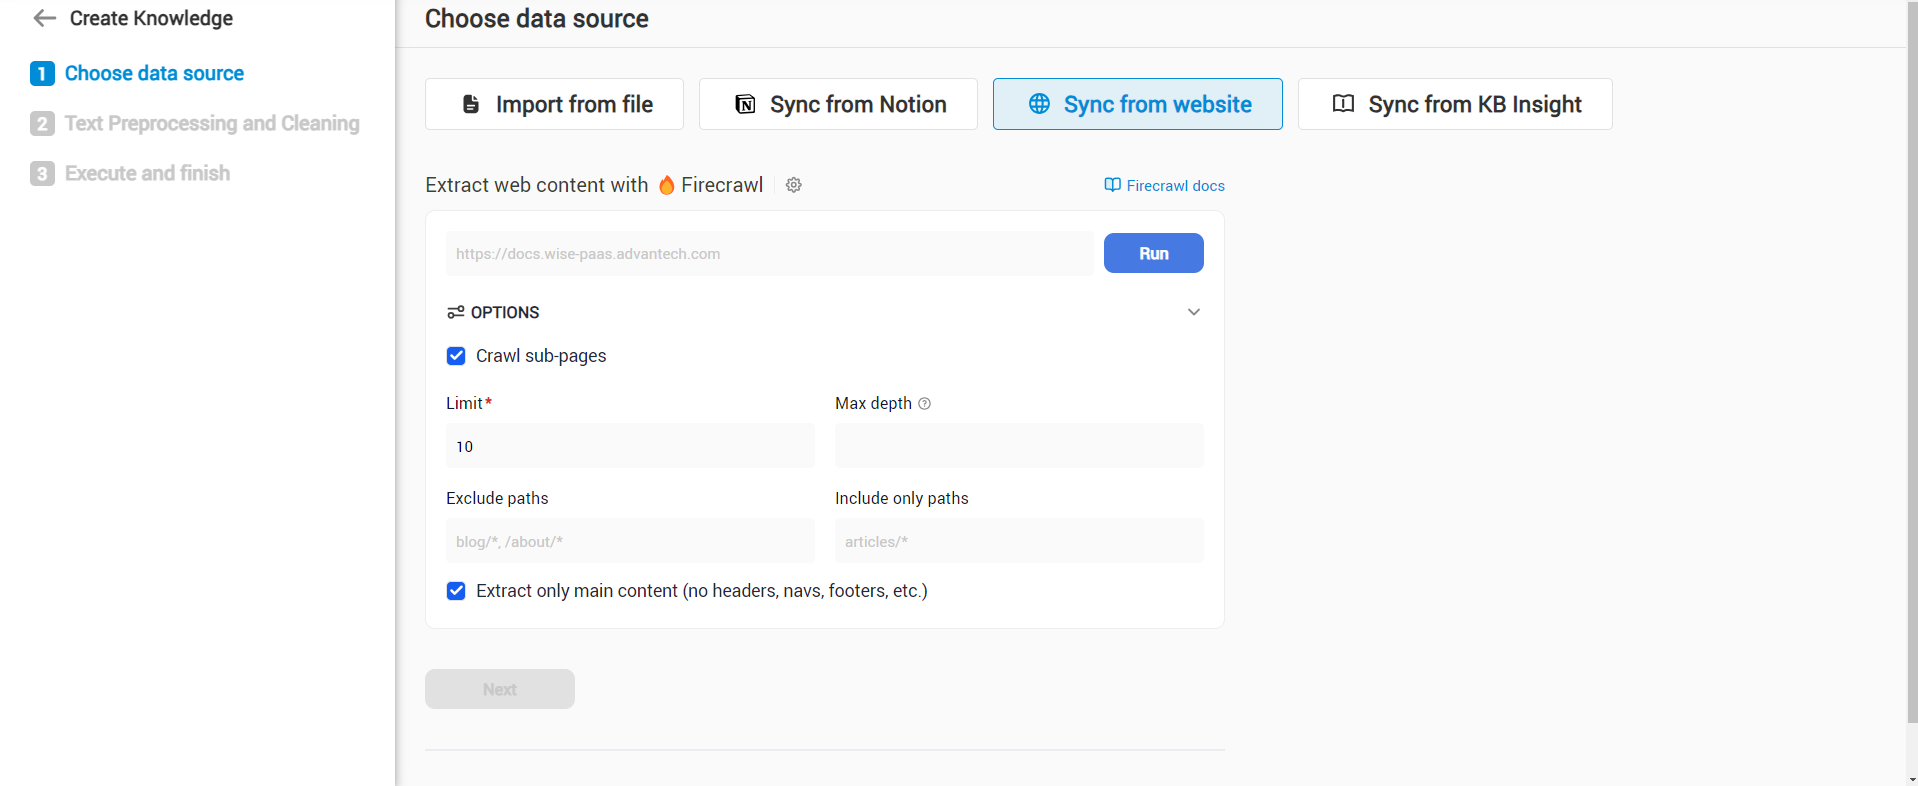 Create Knowledge
1 Choose data source
2 Text Preprocessing and Cleaning
3 Execute and finish
Choose data source
Import from file
Sync from Notion
Sync from website
Sync from KB Insight
Extract web content with Firecrawl
Firecrawl docs
https://docs.wise-paas.advantech.com
Run
OPTIONS
Crawl sub-pages
Limit*
Max depth
10
Exclude paths
Include only paths
blog/*, /about/*
articles/*
Extract only main content (no headers, navs, footers, etc.)
Next